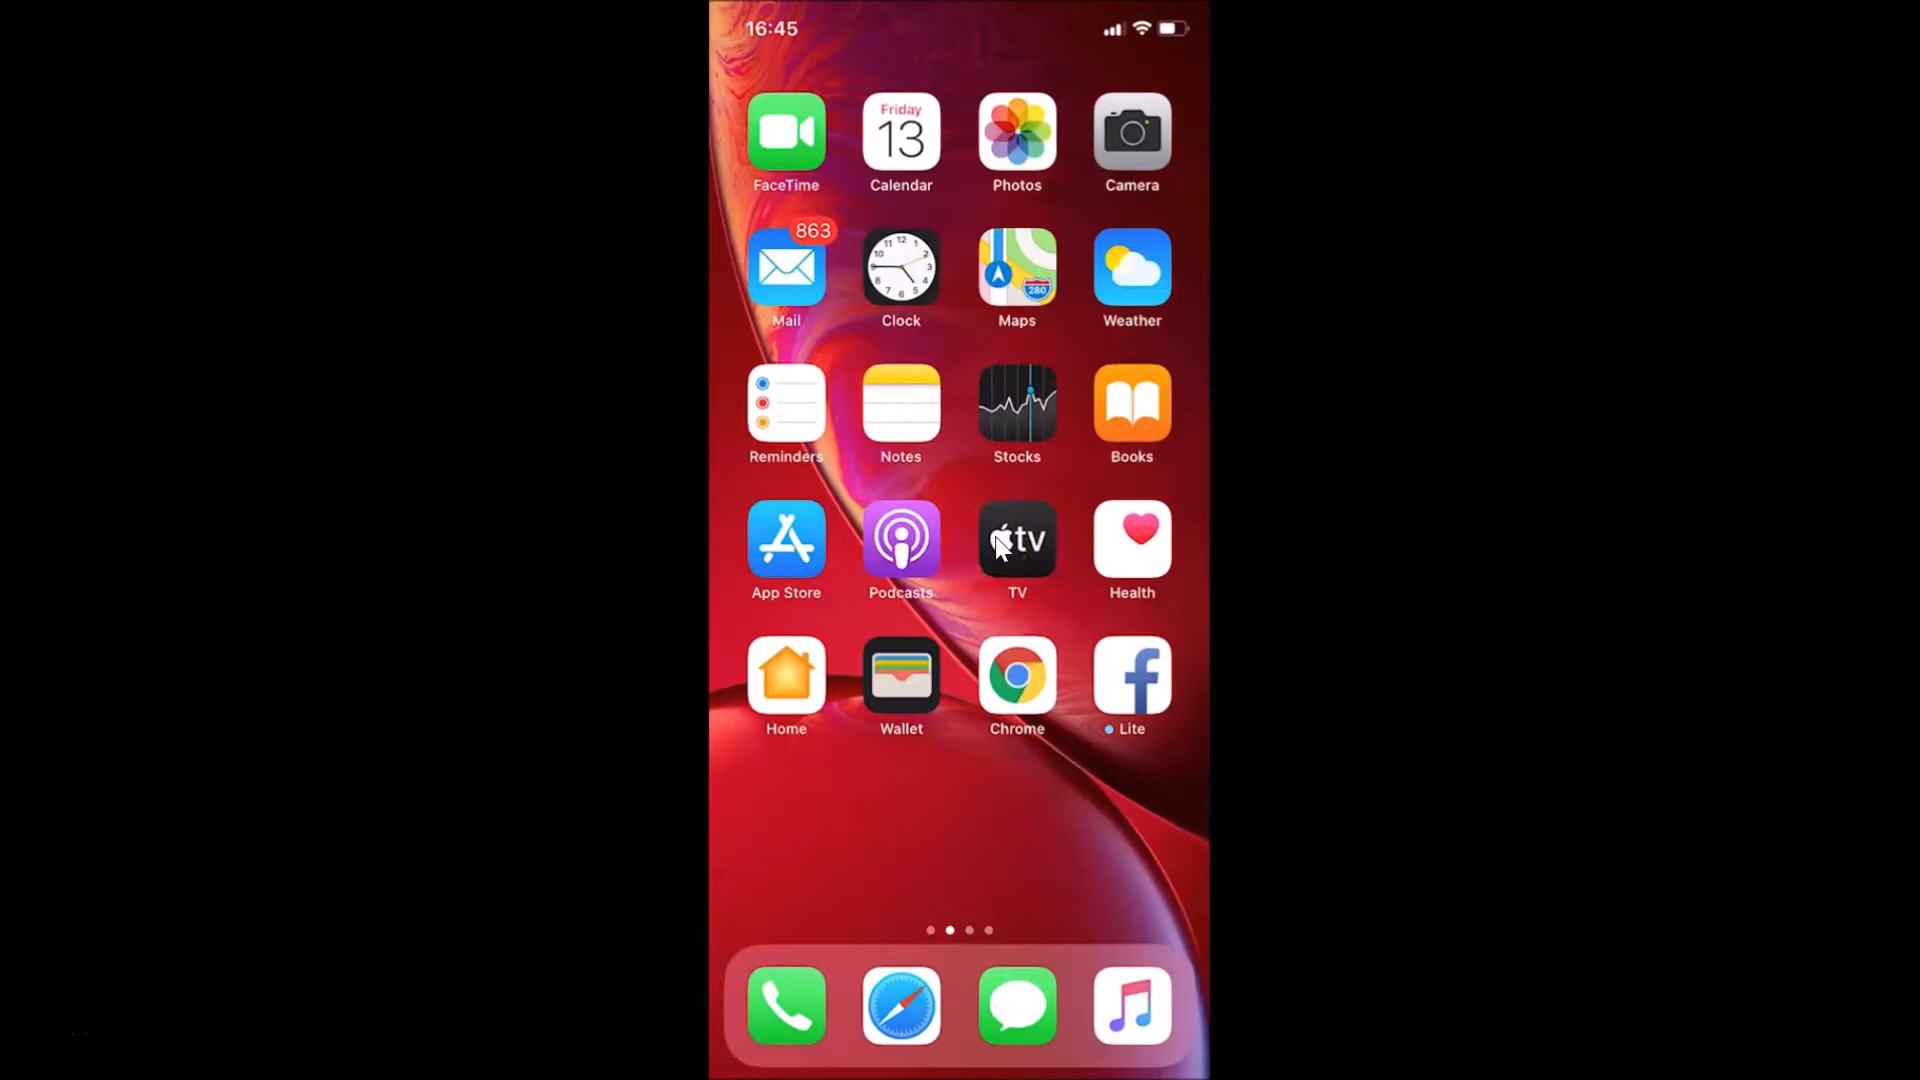 16:45
Friday
13
FaceTime Calendar Photos Camera
863
280
Mail Clock Maps Weather
Reminders Notes Stocks Books
tv
App Store Podcasts TV Health
Home Wallet Chrome Lite